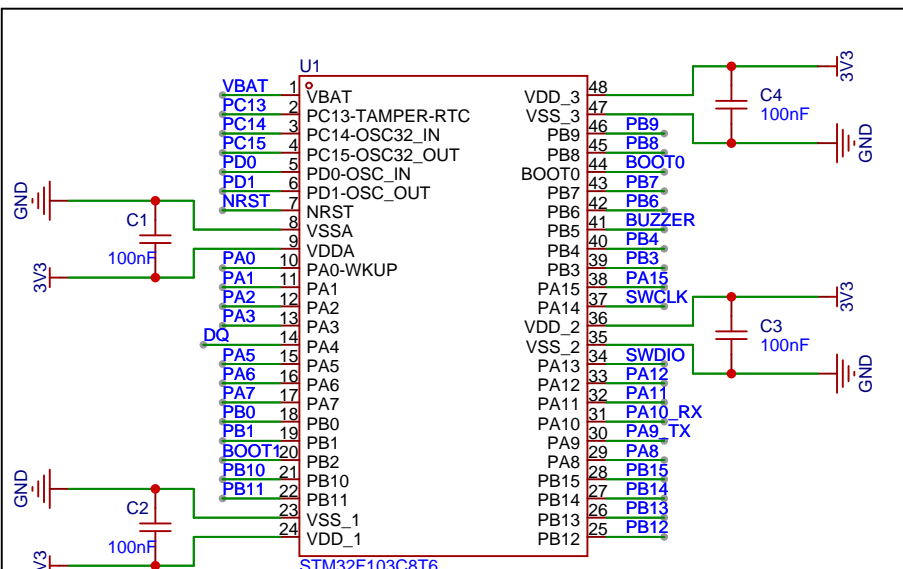 U1
VBAT 1 VBAT
PC13 2 PC13-TAMPER-RTC
PC14 3 PC14-OSC32_IN
PC15 4 PC15-OSC32_OUT
PD0 5 PD0-OSC_IN
PD1 6 PD1-OSC_OUT
NRST 7 NRST
8 VSSA
9 VDDA
PA0 10 PA0-WKUP
PA1 11 PA1
PA2 12 PA2
PA3 13 PA3
DQ 14 PA4
PA5 15 PA5
PA6 16 PA6
PA7 17 PA7
PB0 18 PB0
PB1 19 PB1
BOOT1 20 PB2
PB10 21 PB10
PB11 22 PB11
23 VSS_1
24 VDD_1
GND
C1
100nF
3V3
GND
C2
100nF
3V3
VDD_3 48
VSS_3 47
PB9 46 PB9
PB8 45 PB8
BOOT0 44 BOOT0
PB7 43 PB7
PB6 42 PB6
PB5 41 BUZZER
PB4 40 PB4
PB3 39 PB3
PA15 38 PA15
PA14 37 SWCLK
VDD_2 36
VSS_2 35
PA13 34 SWDIO
PA12 33 PA12
PA11 32 PA11
PA10 31 PA10_RX
PA9 30 PA9_TX
PA8 29 PA8
PB15 28 PB15
PB14 27 PB14
PB13 26 PB13
PB12 25 PB12
3V3
C4
100nF
GND
3V3
C3
100nF
GND
STM32F103C8T6